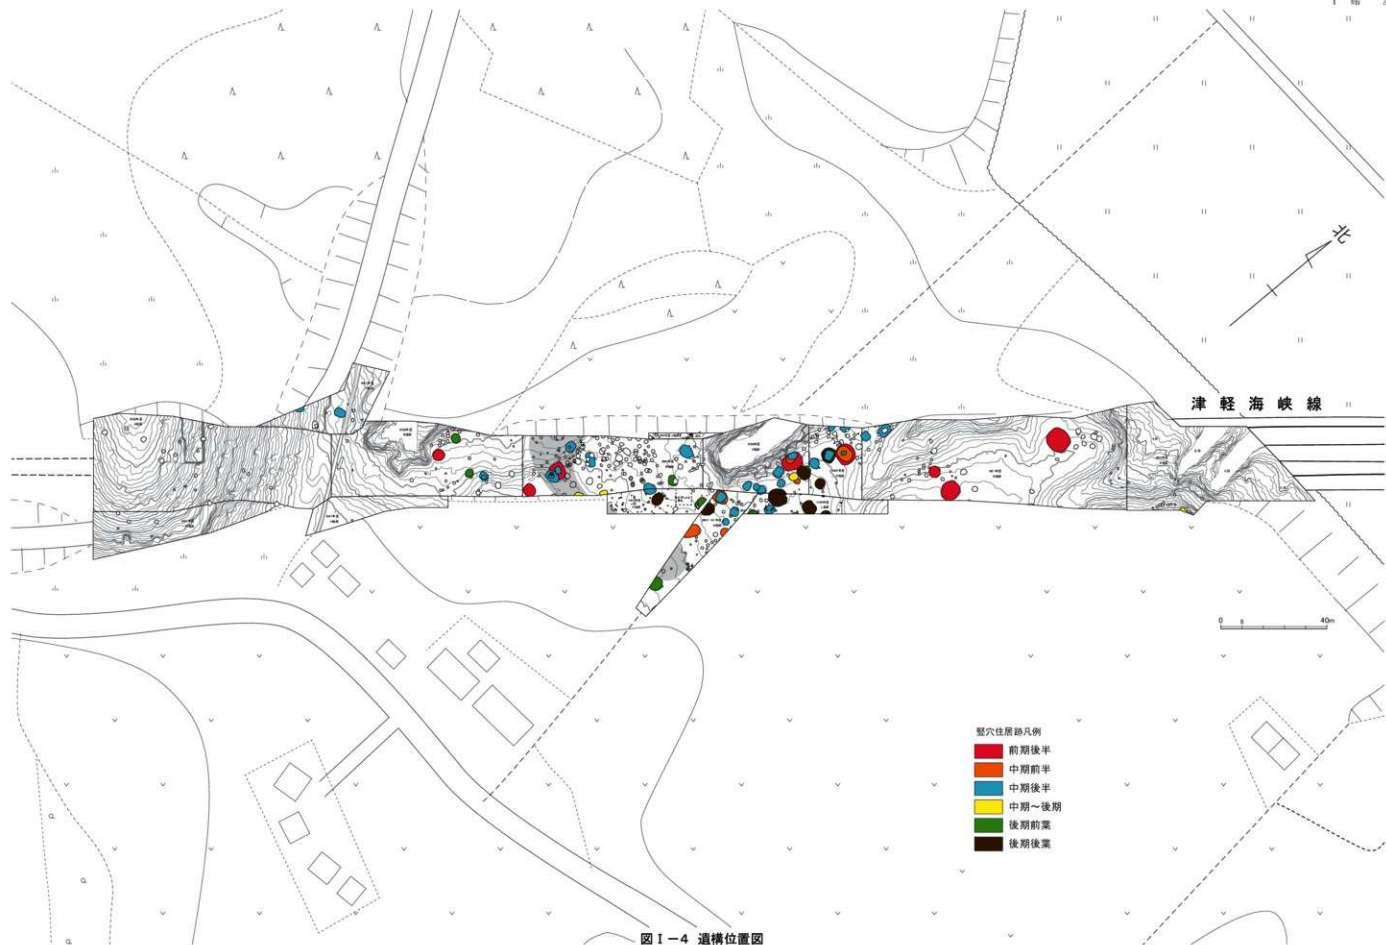 北
津軽海峡線
0 8 40m
竪穴住居跡凡例
前期後半
中期前半
中期後半
中期～後期
後期前葉
後期後葉
図Ⅰ－4 遺構位置図